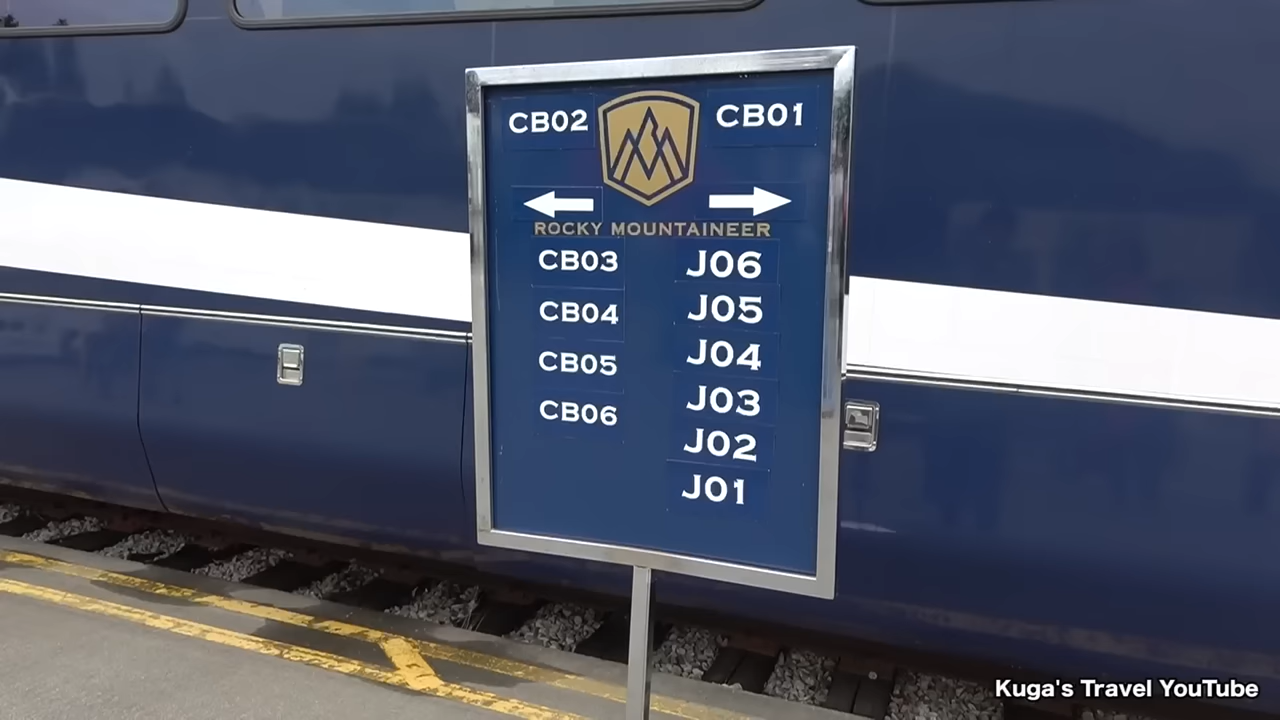 CB02 CB01
ROCKY MOUNTAINEER
CB03 J06
CB04 J05
CB05 J04
CB06 J03
J02
J01
Kuga's Travel YouTube